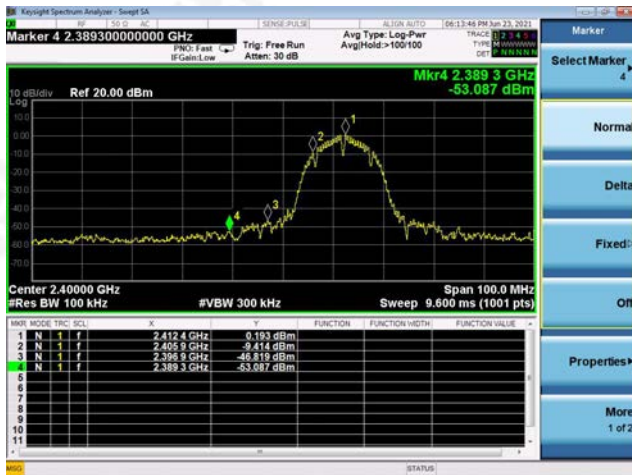 Keysight Spectrum Analyzer - Swept SA
RF 50 Ω AC SENSE:PULSE ALIGN AUTO 06:13:46 PM Jun 23, 2021
Marker 4 2.389300000000 GHz
PNO: Fast Trig: Free Run
IFGain:Low Atten: 30 dB
Avg Type: Log-Pwr
Avg|Hold:>100/100
TRACE 1 2 3 4 5 6
TYPE M WWWWW
DET P N N N N N
Mkr4 2.389 3 GHz
-53.087 dBm
10 dB/div Ref 20.00 dBm
Log
10.0
0.00
-10.0
-20.0
-30.0
-40.0
-50.0
-60.0
-70.0
1
2
3
4
Center 2.40000 GHz Span 100.0 MHz
#Res BW 100 kHz #VBW 300 kHz Sweep 9.600 ms (1001 pts)
MKR MODE TRC SCL X Y FUNCTION FUNCTION WIDTH FUNCTION VALUE
1 N 1 f 2.412 4 GHz 0.193 dBm
2 N 1 f 2.405 9 GHz -9.414 dBm
3 N 1 f 2.396 9 GHz -46.819 dBm
4 N 1 f 2.389 3 GHz -53.087 dBm
5
6
7
8
9
10
11
MSG STATUS
Marker
Select Marker
4
Normal
Delta
Fixed
Off
Properties
More
1 of 2